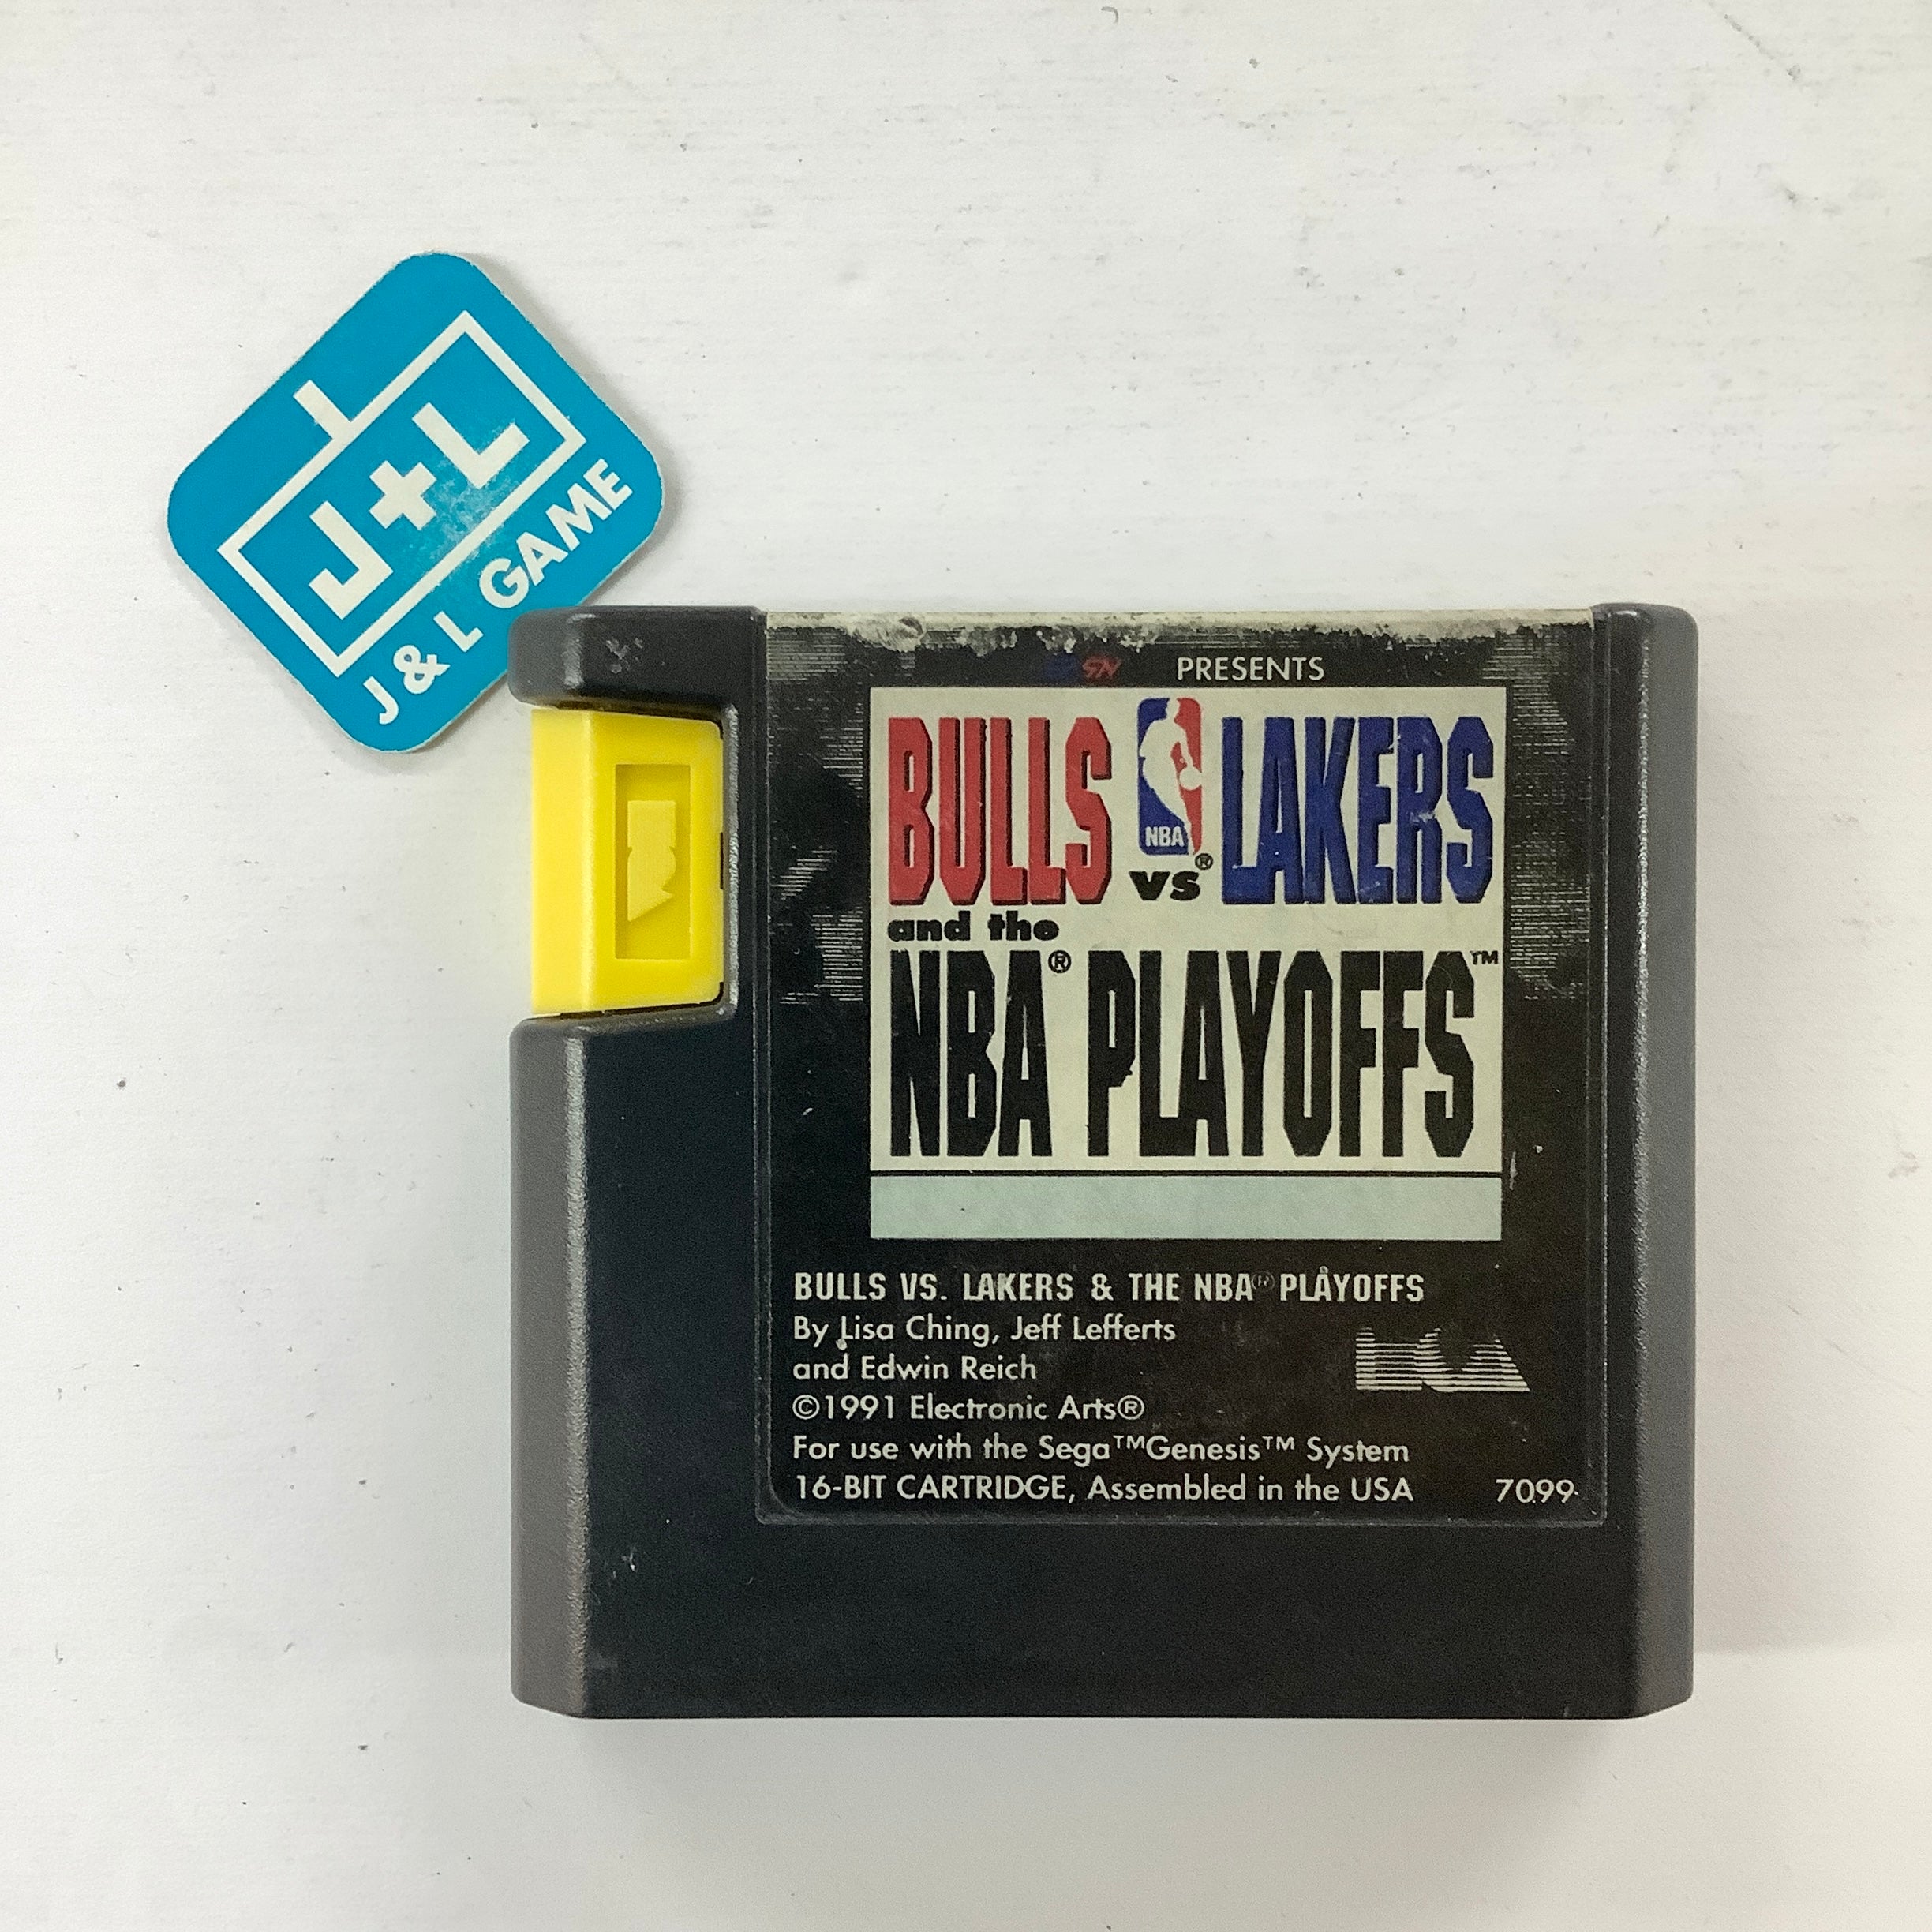 J+L
J & L GAME
PRESENTS
BULLS NBA® vs LAKERS
and the
NBA® PLAYOFFS™
BULLS VS. LAKERS & THE NBA® PLAYOFFS
By Lisa Ching, Jeff Lefferts
and Edwin Reich
©1991 Electronic Arts®
For use with the Sega™Genesis™ System
16-BIT CARTRIDGE, Assembled in the USA 7099